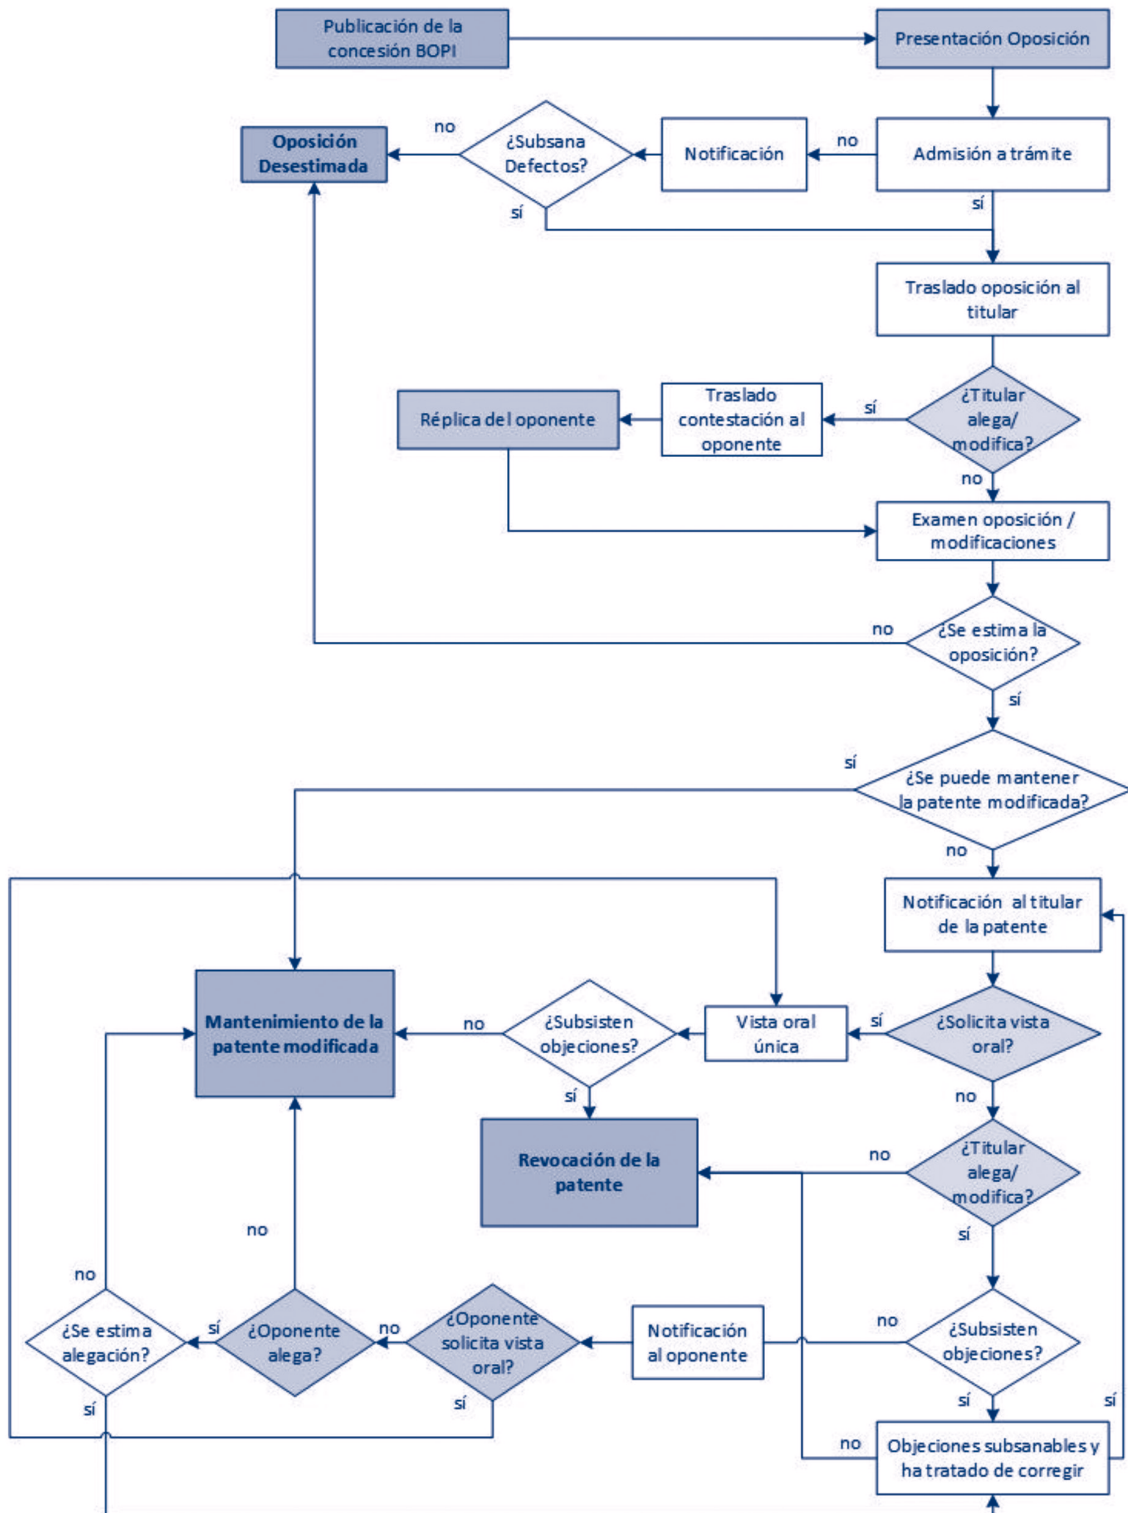 Publicación de la
concesión BOPI
Presentación Oposición
Oposición
Desestimada
no
¿Subsana
Defectos?
Notificación
no
Admisión a trámite
sí
sí
Traslado oposición al
titular
Réplica del oponente
Traslado
contestación al
oponente
sí
¿Titular
alega/
modifica?
no
Examen oposición /
modificaciones
no
¿Se estima la
oposición?
sí
sí
¿Se puede mantener
la patente modificada?
no
Notificación al titular
de la patente
Mantenimiento de la
patente modificada
no
¿Subsisten
objeciones?
Vista oral
única
sí
¿Solicita vista
oral?
sí
no
Revocación de la
patente
no
¿Titular
alega/
modifica?
sí
no
no
¿Se estima
alegación?
sí
¿Oponente
alega?
no
¿Oponente
solicita vista
oral?
Notificación
al oponente
no
¿Subsisten
objeciones?
sí
sí
sí
sí
no
Objeciones subsanables y
ha tratado de corregir